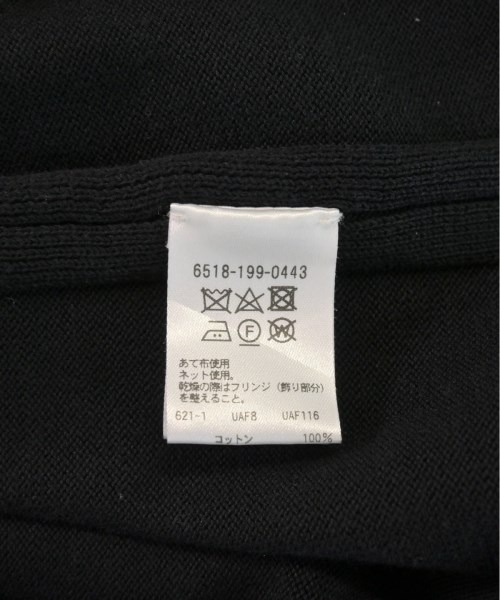 6518-199-0443
F W
あて布使用
ネット使用。
乾燥の際はフリンジ(飾り部分)
を整えること。
621-1 UAF8 UAF116
コットン 100%